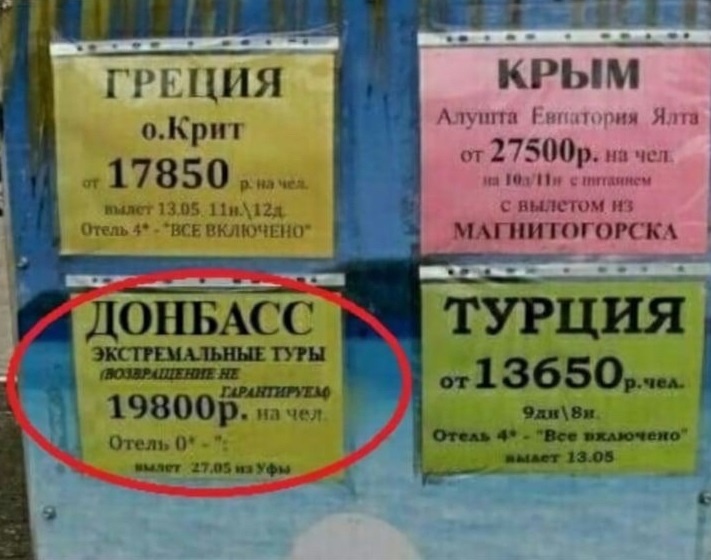 ГРЕЦИЯ
о.Крит
от 17850 р. на чел.
вылет 13.05 11н.\12д.
Отель 4* - "ВСЕ ВКЛЮЧЕНО"
КРЫМ
Алушта Евпатория Ялта
от 27500р. на чел.
на 10д/11н с питанием
с вылетом из
МАГНИТОГОРСКА
ДОНБАСС
ЭКСТРЕМАЛЬНЫЕ ТУРЫ
(ВОЗВРАЩЕНИЕ НЕ
ГАРАНТИРУЕМ)
19800р. на чел.
Отель 0* - ":
вылет 27.05 из Уфы
ТУРЦИЯ
от 13650р.чел.
9дн\8н.
Отель 4* - "Все включено"
вылет 13.05